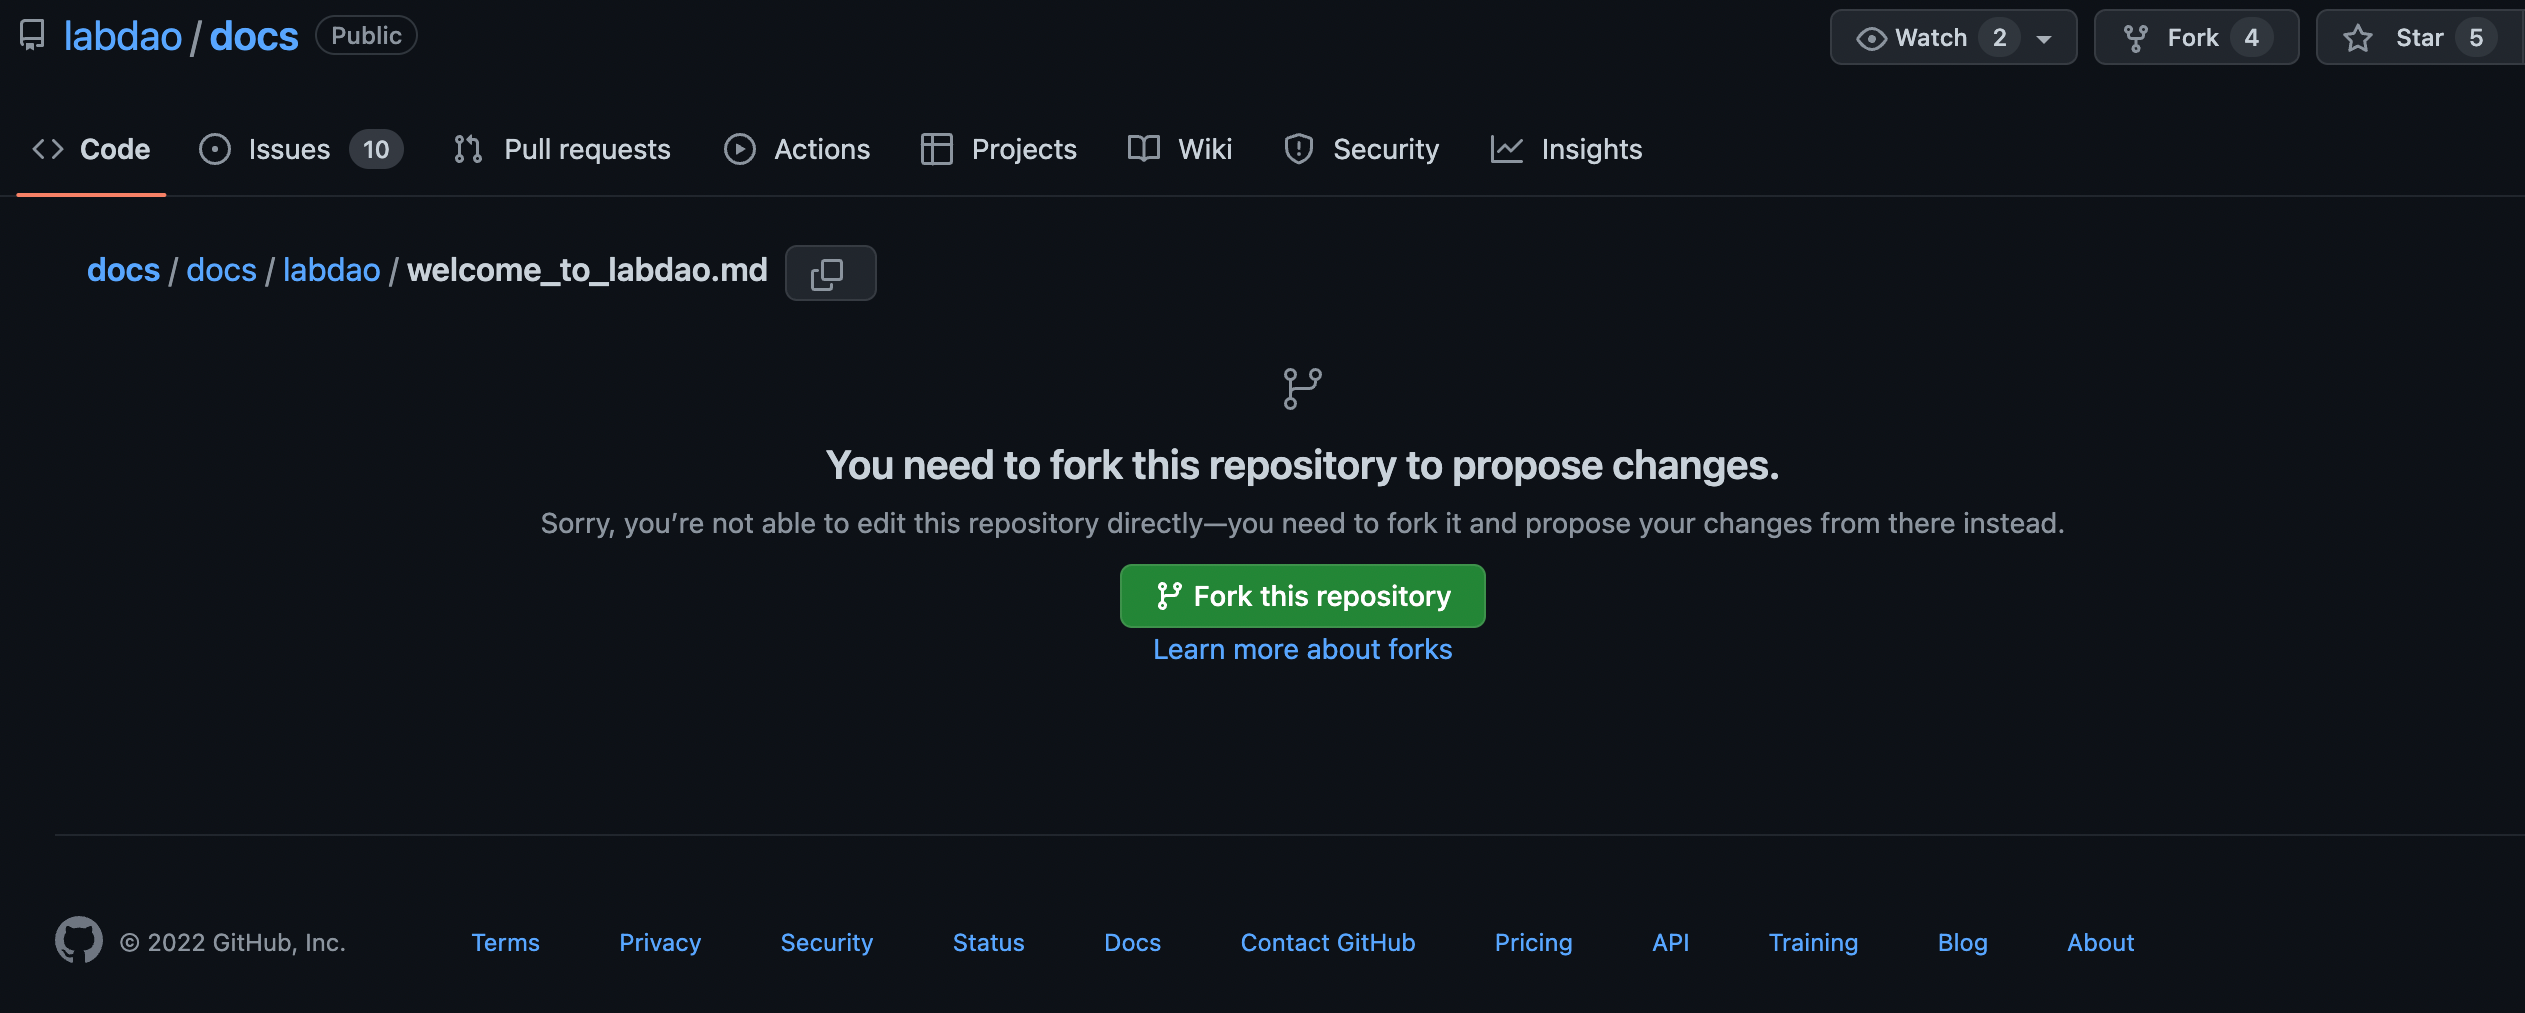 labdao / docs Public Watch 2 Fork 4 Star 5
Code Issues 10 Pull requests Actions Projects Wiki Security Insights
docs / docs / labdao / welcome_to_labdao.md
You need to fork this repository to propose changes.
Sorry, you’re not able to edit this repository directly—you need to fork it and propose your changes from there instead.
Fork this repository
Learn more about forks
© 2022 GitHub, Inc. Terms Privacy Security Status Docs Contact GitHub Pricing API Training Blog About